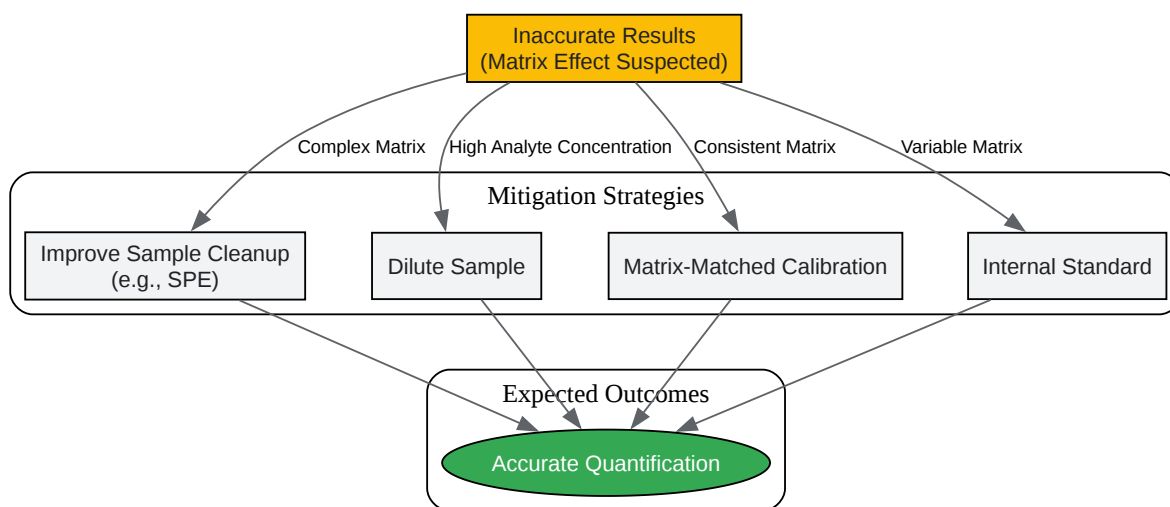 Inaccurate Results
(Matrix Effect Suspected)
Complex Matrix
High Analyte Concentration
Consistent Matrix
Variable Matrix
Mitigation Strategies
Improve Sample Cleanup
(e.g., SPE)
Dilute Sample
Matrix-Matched Calibration
Internal Standard
Expected Outcomes
Accurate Quantification